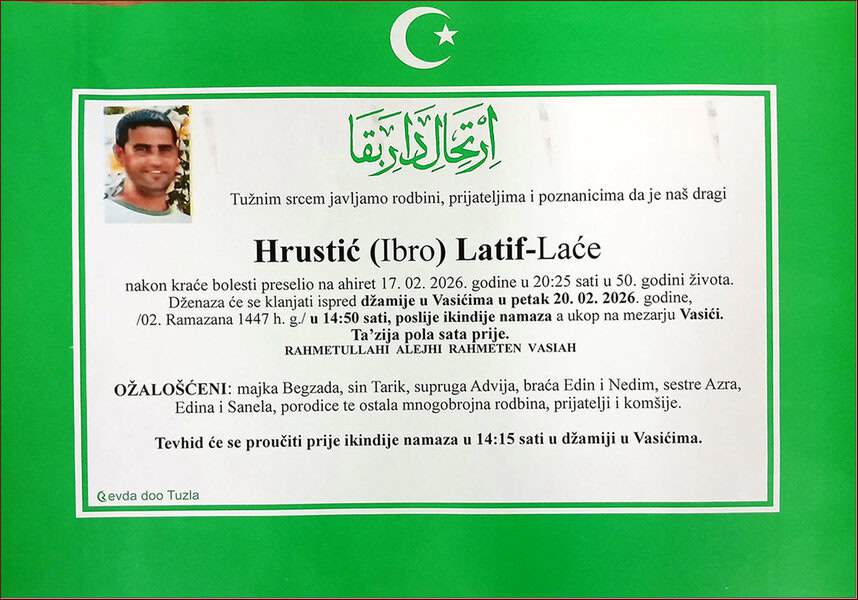 اِرتِحَالِ دَارِ بَقَا
Tužnim srcem javljamo rodbini, prijateljima i poznanicima da je naš dragi
Hrustić (Ibro) Latif-Laće
nakon kraće bolesti preselio na ahiret 17. 02. 2026. godine u 20:25 sati u 50. godini života.
Dženaza će se klanjati ispred džamije u Vasićima u petak 20. 02. 2026. godine,
/02. Ramazana 1447 h. g./ u 14:50 sati, poslije ikindije namaza a ukop na mezarju Vasići.
Ta’zija pola sata prije.
RAHMETULLAHI ALEJHI RAHMETEN VASIAH
OŽALOŠĆENI: majka Begzada, sin Tarik, supruga Advija, braća Edin i Nedim, sestre Azra,
Edina i Sanela, porodice te ostala mnogobrojna rodbina, prijatelji i komšije.
Tevhid će se proučiti prije ikindije namaza u 14:15 sati u džamiji u Vasićima.
evda doo Tuzla